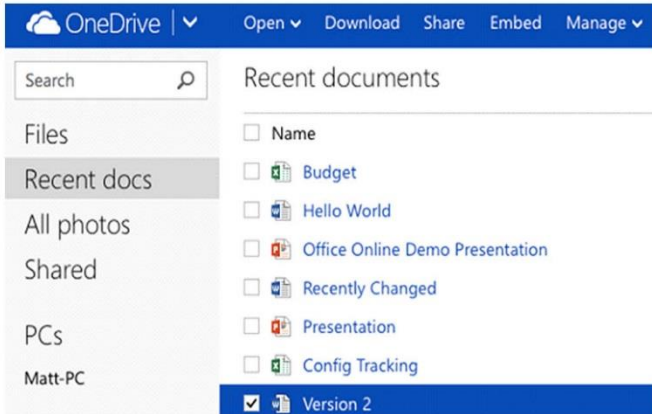 OneDrive Open Download Share Embed Manage
Search
Recent documents
Files
Recent docs
All photos
Shared
PCs
Matt-PC
Name
Budget
Hello World
Office Online Demo Presentation
Recently Changed
Presentation
Config Tracking
Version 2